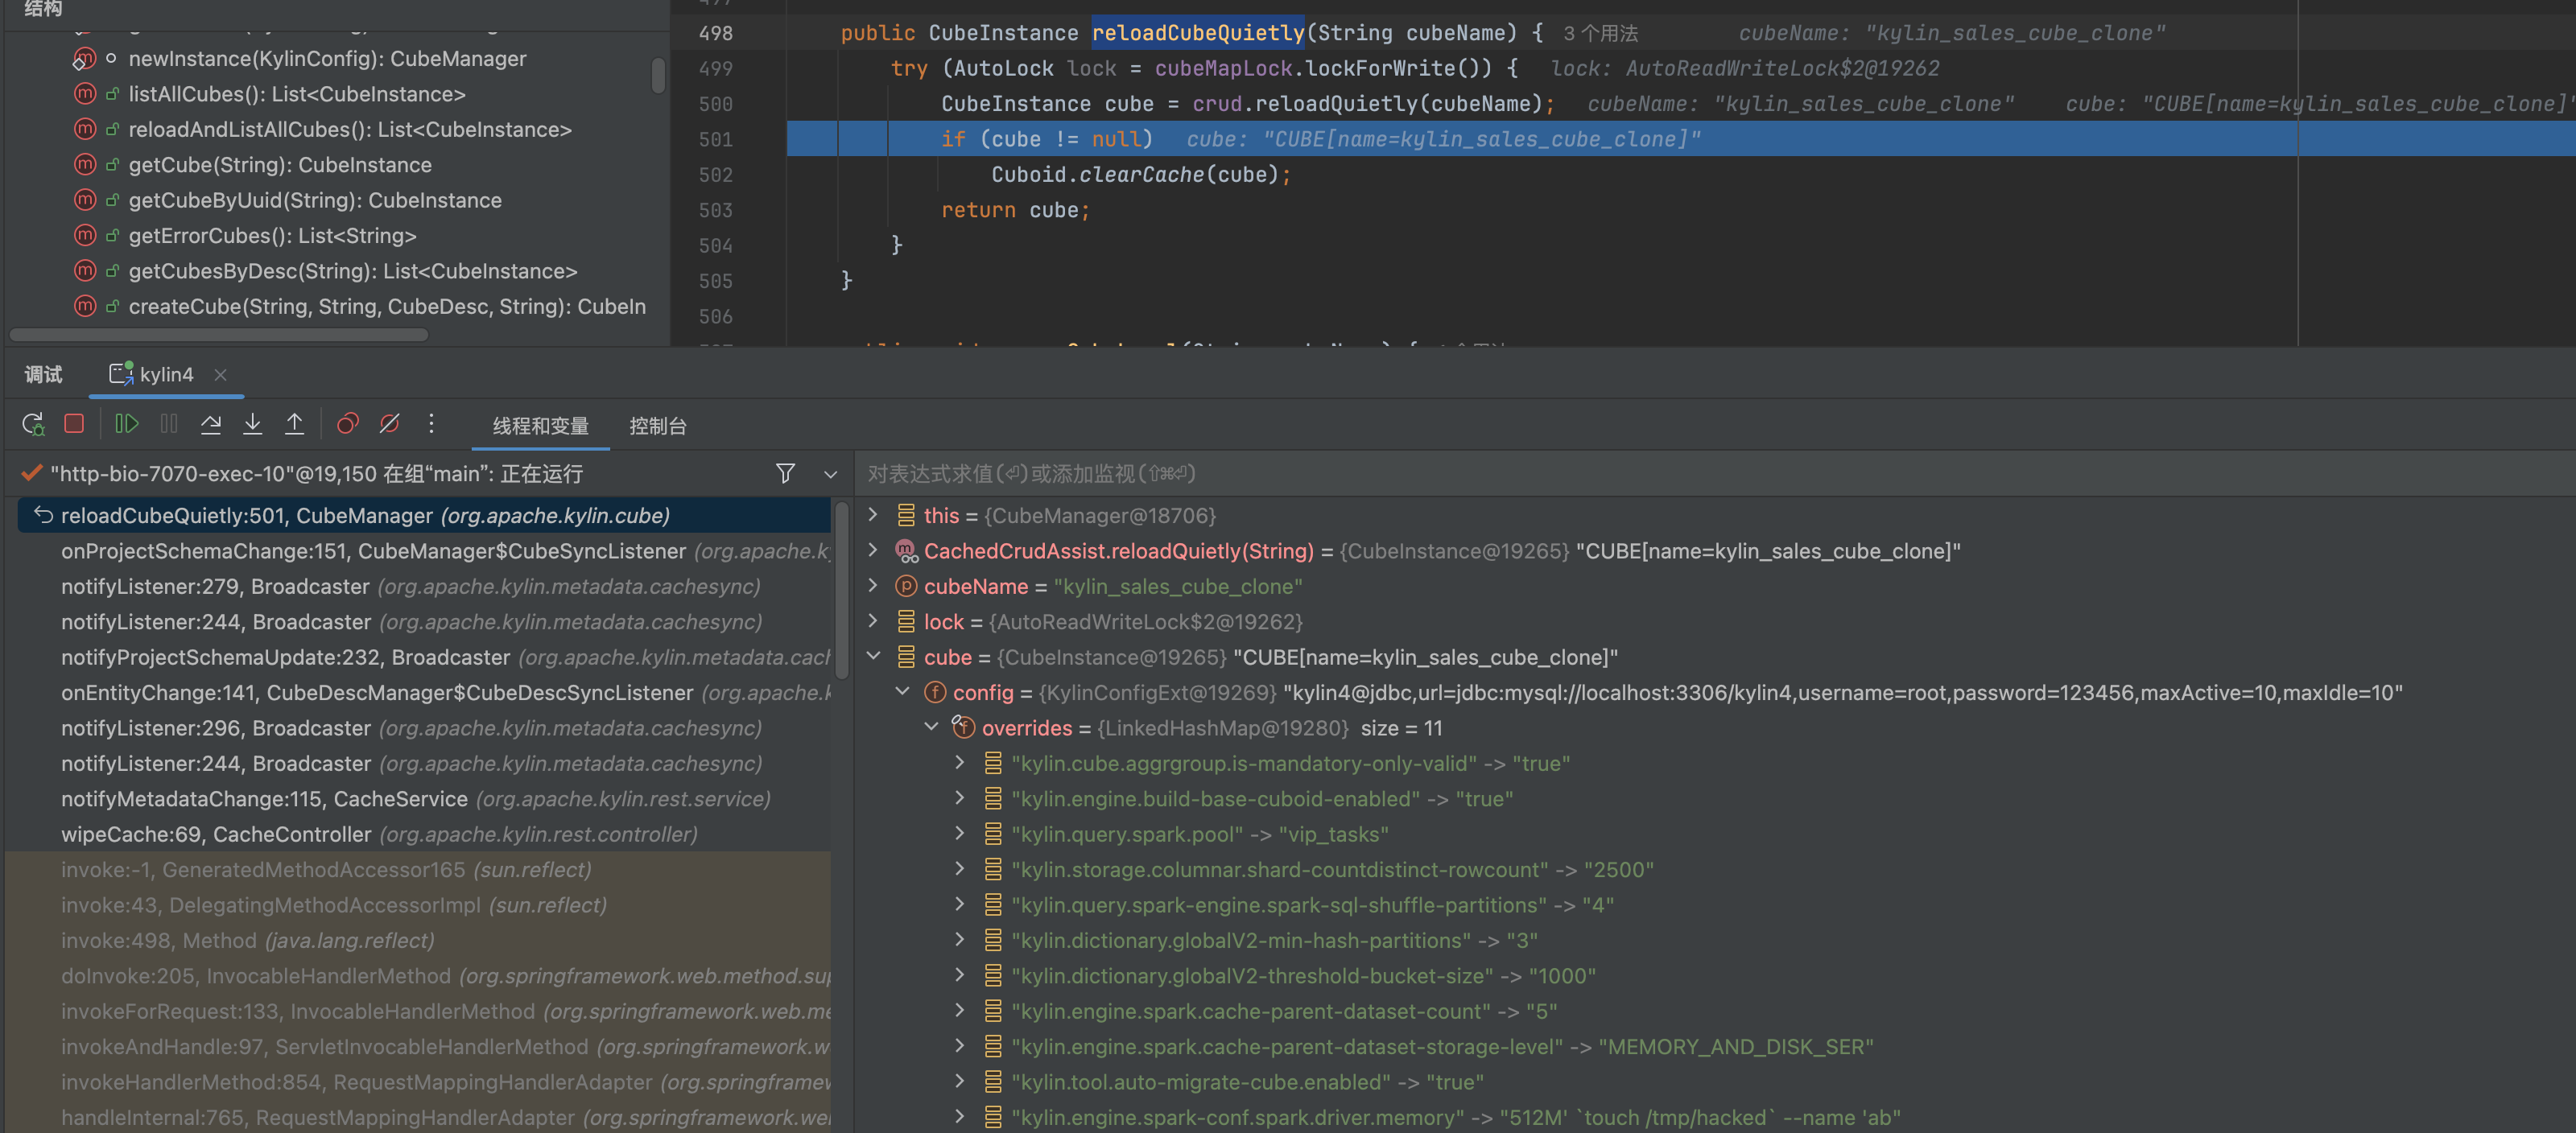 结构
newInstance(KylinConfig): CubeManager
listAllCubes(): List<CubeInstance>
reloadAndListAllCubes(): List<CubeInstance>
getCube(String): CubeInstance
getCubeByUuid(String): CubeInstance
getErrorCubes(): List<String>
getCubesByDesc(String): List<CubeInstance>
createCube(String, String, CubeDesc, String): CubeIn
498 public CubeInstance reloadCubeQuietly(String cubeName) { 3 个用法 cubeName: "kylin_sales_cube_clone"
499 try (AutoLock lock = cubeMapLock.lockForWrite()) { lock: AutoReadWriteLock$2@19262
500 CubeInstance cube = crud.reloadQuietly(cubeName); cubeName: "kylin_sales_cube_clone" cube: "CUBE[name=kylin_sales_cube_clone]"
501 if (cube != null) cube: "CUBE[name=kylin_sales_cube_clone]"
502 Cuboid.clearCache(cube);
503 return cube;
504 }
505 }
506
调试 kylin4
线程和变量 控制台
"http-bio-7070-exec-10"@19,150 在组“main”: 正在运行
reloadCubeQuietly:501, CubeManager (org.apache.kylin.cube)
onProjectSchemaChange:151, CubeManager$CubeSyncListener (org.apache.ky
notifyListener:279, Broadcaster (org.apache.kylin.metadata.cachesync)
notifyListener:244, Broadcaster (org.apache.kylin.metadata.cachesync)
notifyProjectSchemaUpdate:232, Broadcaster (org.apache.kylin.metadata.cach
onEntityChange:141, CubeDescManager$CubeDescSyncListener (org.apache.k
notifyListener:296, Broadcaster (org.apache.kylin.metadata.cachesync)
notifyListener:244, Broadcaster (org.apache.kylin.metadata.cachesync)
notifyMetadataChange:115, CacheService (org.apache.kylin.rest.service)
wipeCache:69, CacheController (org.apache.kylin.rest.controller)
invoke:-1, GeneratedMethodAccessor165 (sun.reflect)
invoke:43, DelegatingMethodAccessorImpl (sun.reflect)
invoke:498, Method (java.lang.reflect)
doInvoke:205, InvocableHandlerMethod (org.springframework.web.method.sup
invokeForRequest:133, InvocableHandlerMethod (org.springframework.web.me
invokeAndHandle:97, ServletInvocableHandlerMethod (org.springframework.w
invokeHandlerMethod:854, RequestMappingHandlerAdapter (org.springframew
handleInternal:765, RequestMappingHandlerAdapter (org.springframework.we
对表达式求值(⏎)或添加监视(⇧⌘⏎)
this = {CubeManager@18706}
CachedCrudAssist.reloadQuietly(String) = {CubeInstance@19265} "CUBE[name=kylin_sales_cube_clone]"
cubeName = "kylin_sales_cube_clone"
lock = {AutoReadWriteLock$2@19262}
cube = {CubeInstance@19265} "CUBE[name=kylin_sales_cube_clone]"
config = {KylinConfigExt@19269} "kylin4@jdbc,url=jdbc:mysql://localhost:3306/kylin4,username=root,password=123456,maxActive=10,maxIdle=10"
overrides = {LinkedHashMap@19280} size = 11
"kylin.cube.aggrgroup.is-mandatory-only-valid" -> "true"
"kylin.engine.build-base-cuboid-enabled" -> "true"
"kylin.query.spark.pool" -> "vip_tasks"
"kylin.storage.columnar.shard-countdistinct-rowcount" -> "2500"
"kylin.query.spark-engine.spark-sql-shuffle-partitions" -> "4"
"kylin.dictionary.globalV2-min-hash-partitions" -> "3"
"kylin.dictionary.globalV2-threshold-bucket-size" -> "1000"
"kylin.engine.spark.cache-parent-dataset-count" -> "5"
"kylin.engine.spark.cache-parent-dataset-storage-level" -> "MEMORY_AND_DISK_SER"
"kylin.tool.auto-migrate-cube.enabled" -> "true"
"kylin.engine.spark-conf.spark.driver.memory" -> "512M' `touch /tmp/hacked` --name 'ab"